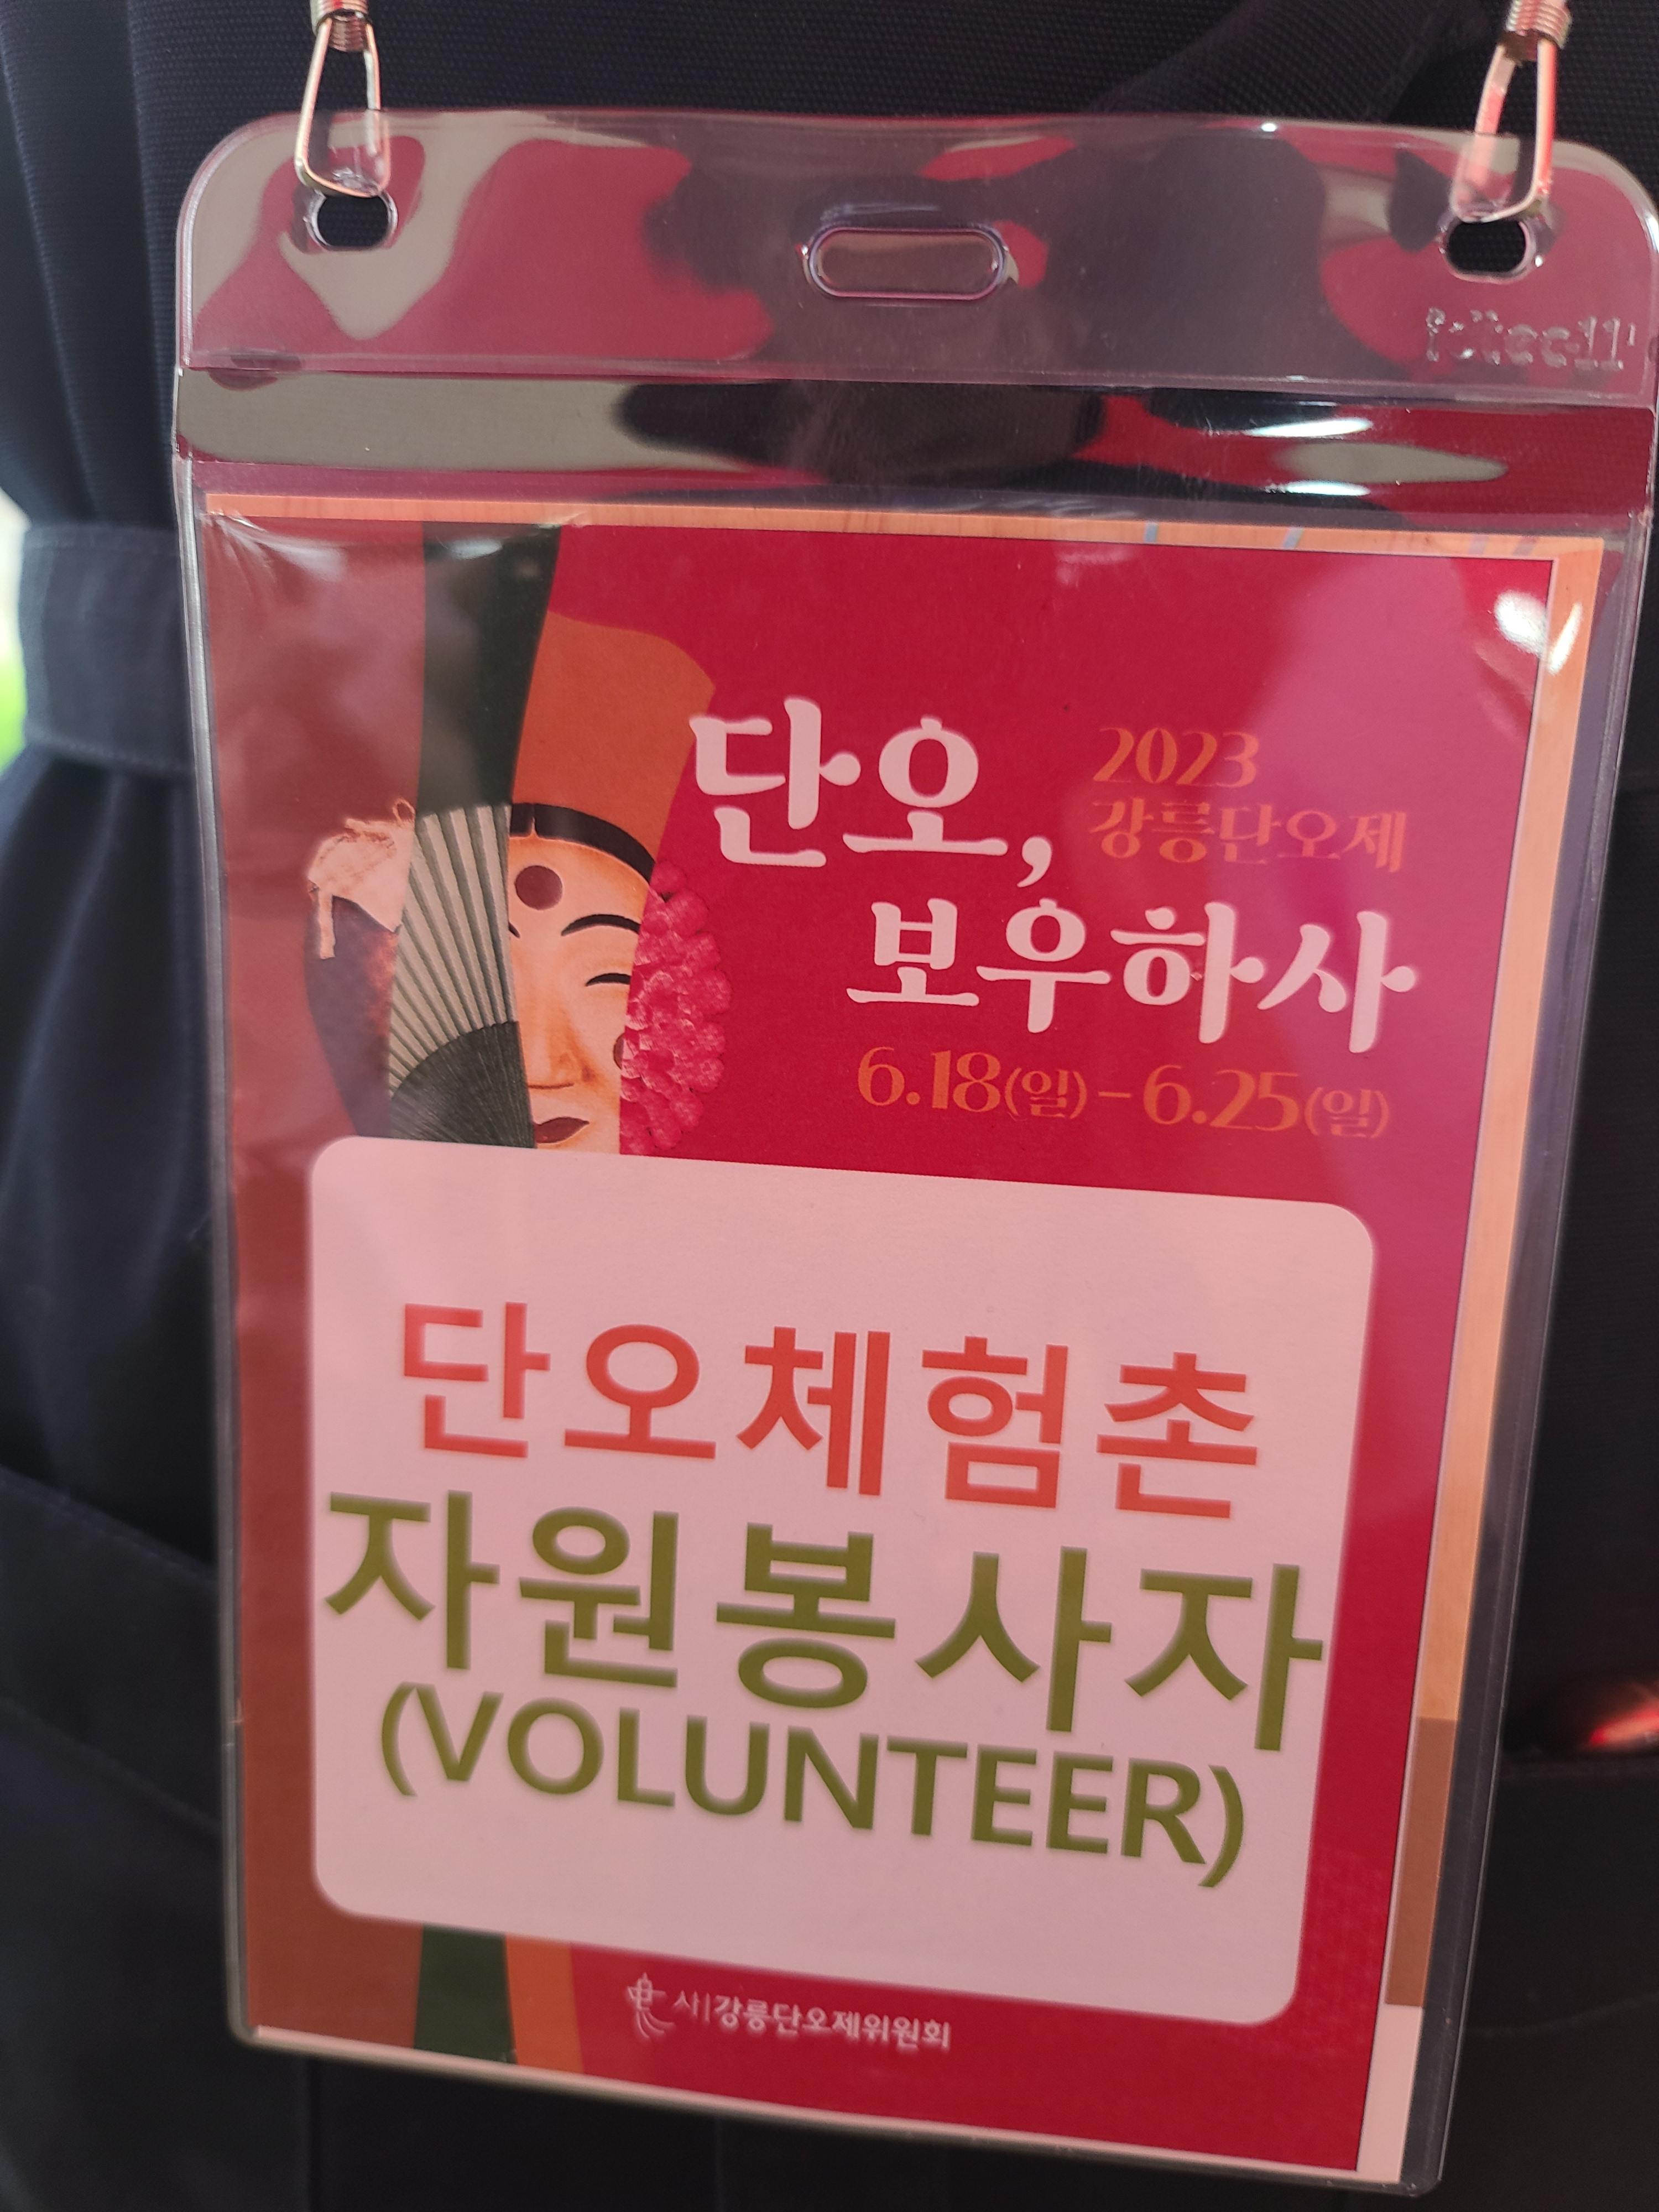 단오,
2023
강릉단오제
보우하사
6.18(일)-6.25(일)
단오체험촌
자원봉사자
(VOLUNTEER)
사|강릉단오제위원회